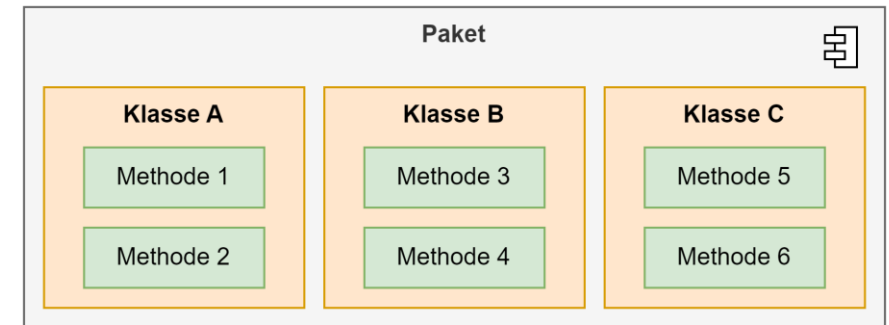 Paket
Klasse A
Klasse B
Klasse C
Methode 1
Methode 3
Methode 5
Methode 2
Methode 4
Methode 6